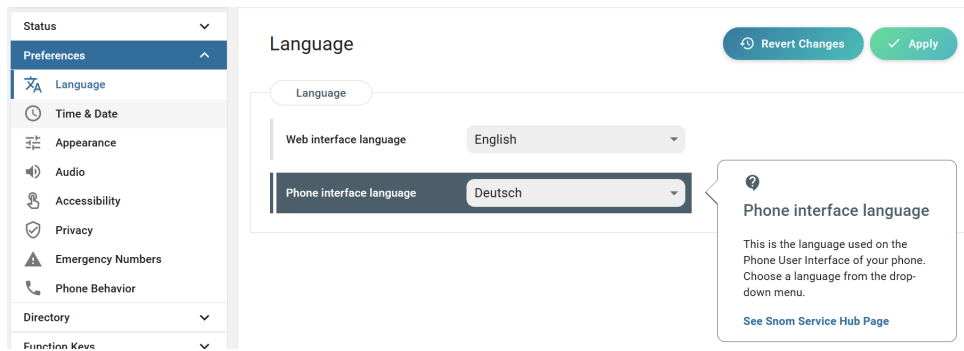 Status
Preferences
Language
Time & Date
Appearance
Audio
Accessibility
Privacy
Emergency Numbers
Phone Behavior
Directory
Function Keys
Language
Revert Changes
Apply
Language
Web interface language
English
Phone interface language
Deutsch
Phone interface language
This is the language used on the
Phone User Interface of your phone.
Choose a language from the drop-
down menu.
See Snom Service Hub Page